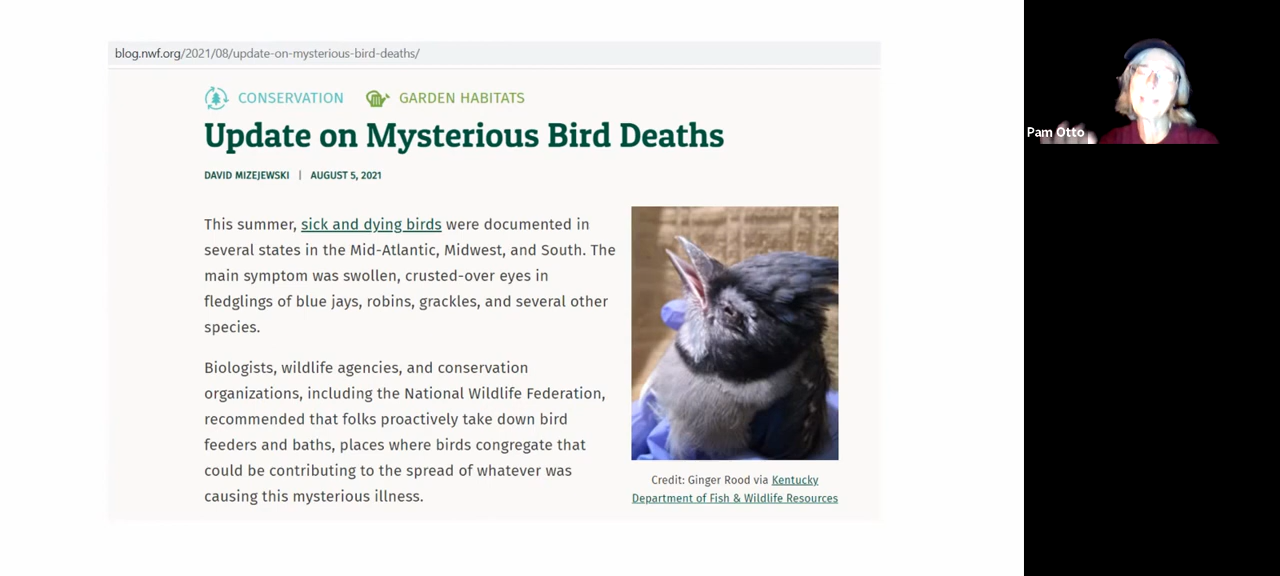 blog.nwf.org/2021/08/update-on-mysterious-bird-deaths/
CONSERVATION GARDEN HABITATS
Update on Mysterious Bird Deaths
DAVID MIZEJEWSKI | AUGUST 5, 2021
This summer, sick and dying birds were documented in
several states in the Mid-Atlantic, Midwest, and South. The
main symptom was swollen, crusted-over eyes in
fledglings of blue jays, robins, grackles, and several other
species.
Biologists, wildlife agencies, and conservation
organizations, including the National Wildlife Federation,
recommended that folks proactively take down bird
feeders and baths, places where birds congregate that
could be contributing to the spread of whatever was
causing this mysterious illness.
Credit: Ginger Rood via Kentucky
Department of Fish & Wildlife Resources
Pam Otto